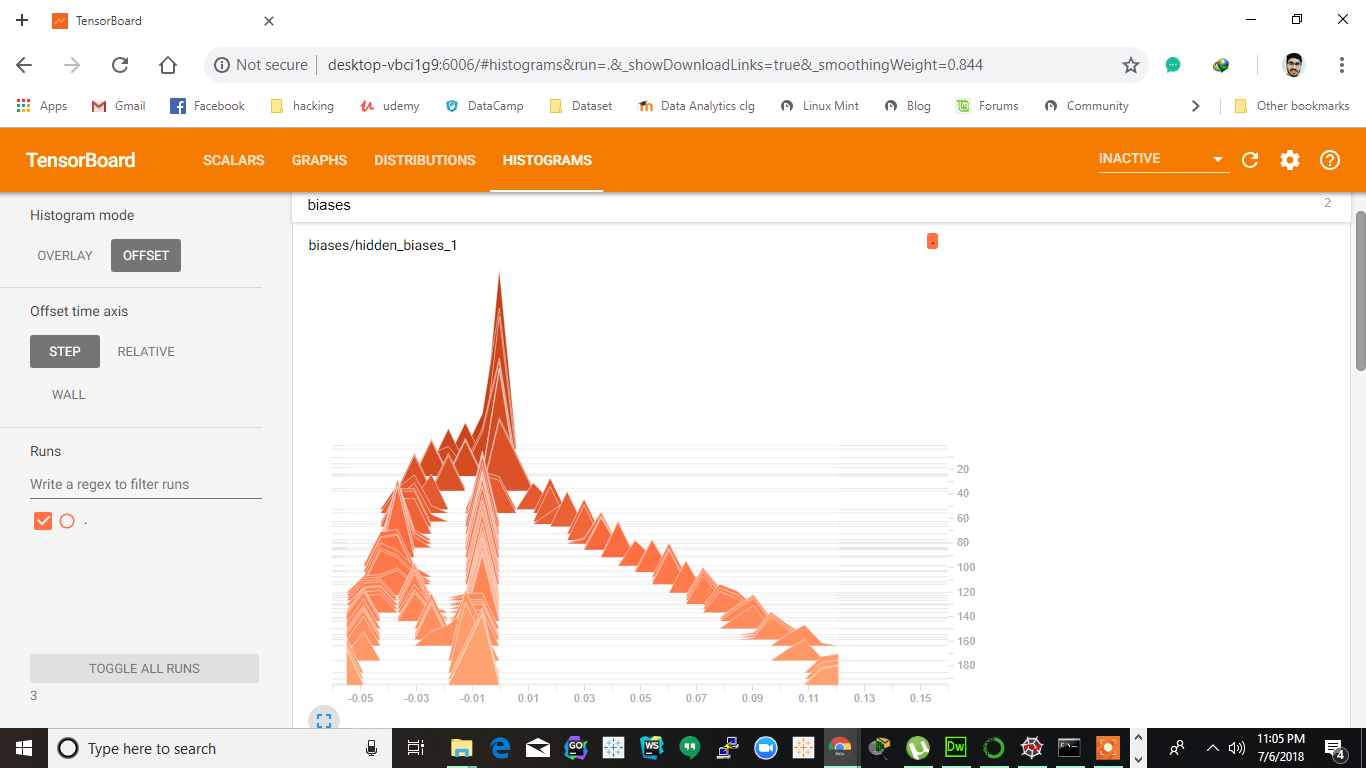 TensorBoard
Not secure desktop-vbci1g9:6006/#histograms&run=.&_showDownloadLinks=true&_smoothingWeight=0.844
Apps Gmail Facebook hacking udemy DataCamp Dataset Data Analytics clg Linux Mint Blog Forums Community Other bookmarks
TensorBoard SCALARS GRAPHS DISTRIBUTIONS HISTOGRAMS INACTIVE
Histogram mode
OVERLAY OFFSET
Offset time axis
STEP RELATIVE
WALL
Runs
Write a regex to filter runs
.
TOGGLE ALL RUNS
3
biases 2
biases/hidden_biases_1 .
20
40
60
80
100
120
140
160
180
-0.05 -0.03 -0.01 0.01 0.03 0.05 0.07 0.09 0.11 0.13 0.15
Type here to search
GO WS Dw
11:05 PM
7/6/2018
4